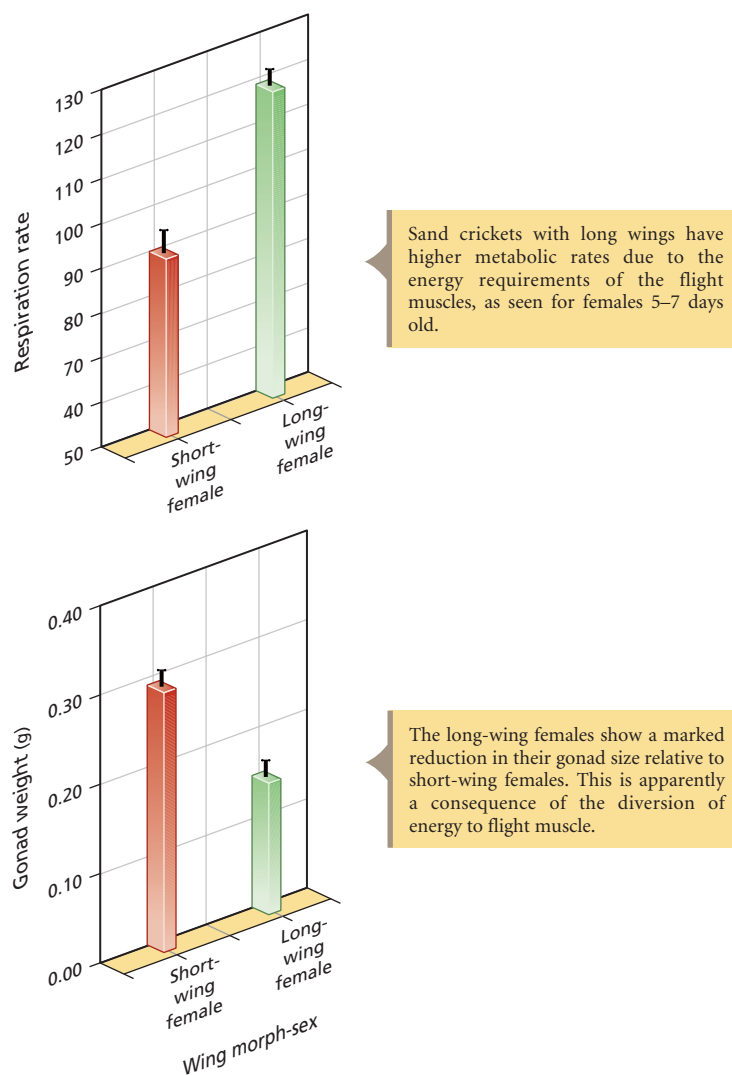 130
120
110
100
90
80
70
40
50
Respiration rate
Short-
wing
female
Long-
wing
female
Sand crickets with long wings have
higher metabolic rates due to the
energy requirements of the flight
muscles, as seen for females 5–7 days
old.
0.40
0.30
0.20
0.10
0.00
Gonad weight (g)
Short-
wing
female
Long-
wing
female
Wing morph-sex
The long-wing females show a marked
reduction in their gonad size relative to
short-wing females. This is apparently
a consequence of the diversion of
energy to flight muscle.